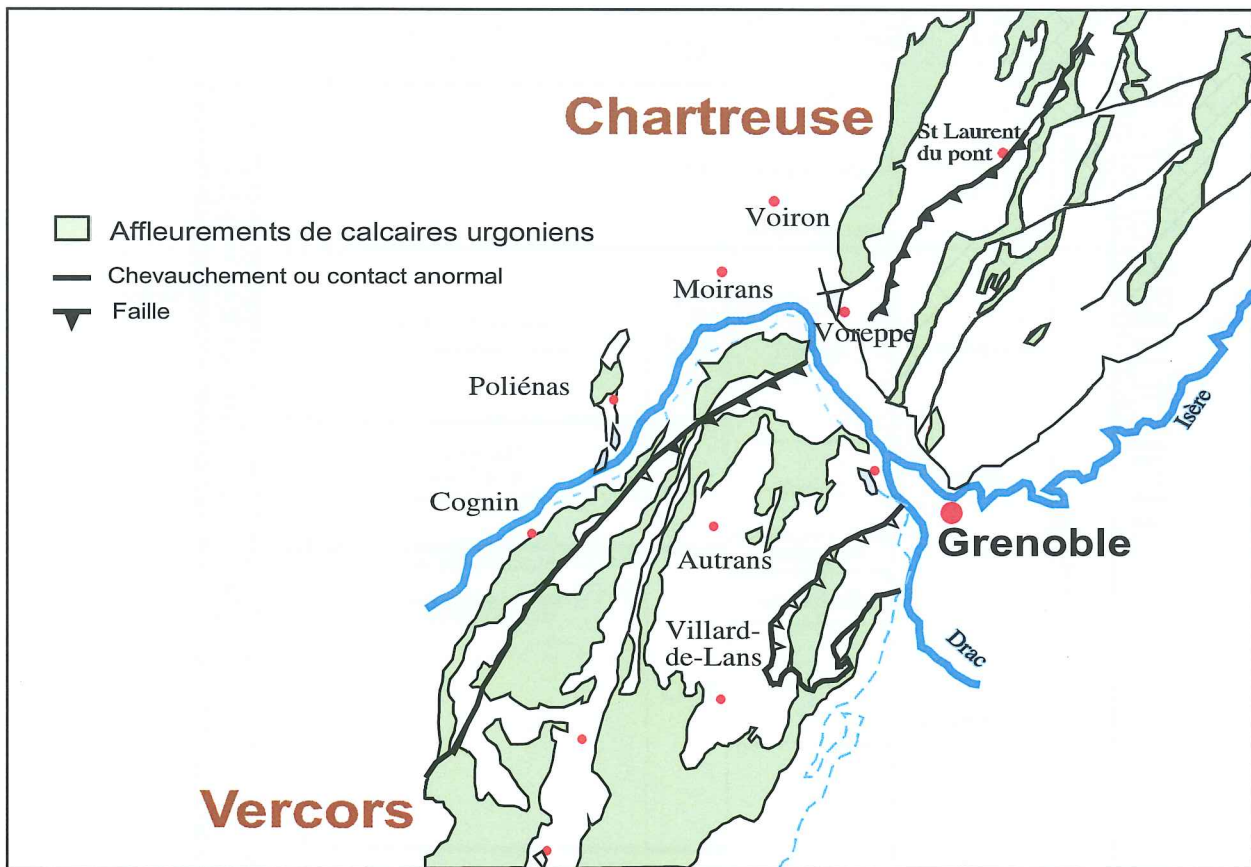 Chartreuse
St Laurent
du pont
Voiron
Affleurements de calcaires urgoniens
Chevauchement ou contact anormal
Faille
Moirans
Voreppe
Poliénas
Isère
Cognin
Autrans
Grenoble
Villard-
de-Lans
Drac
Vercors